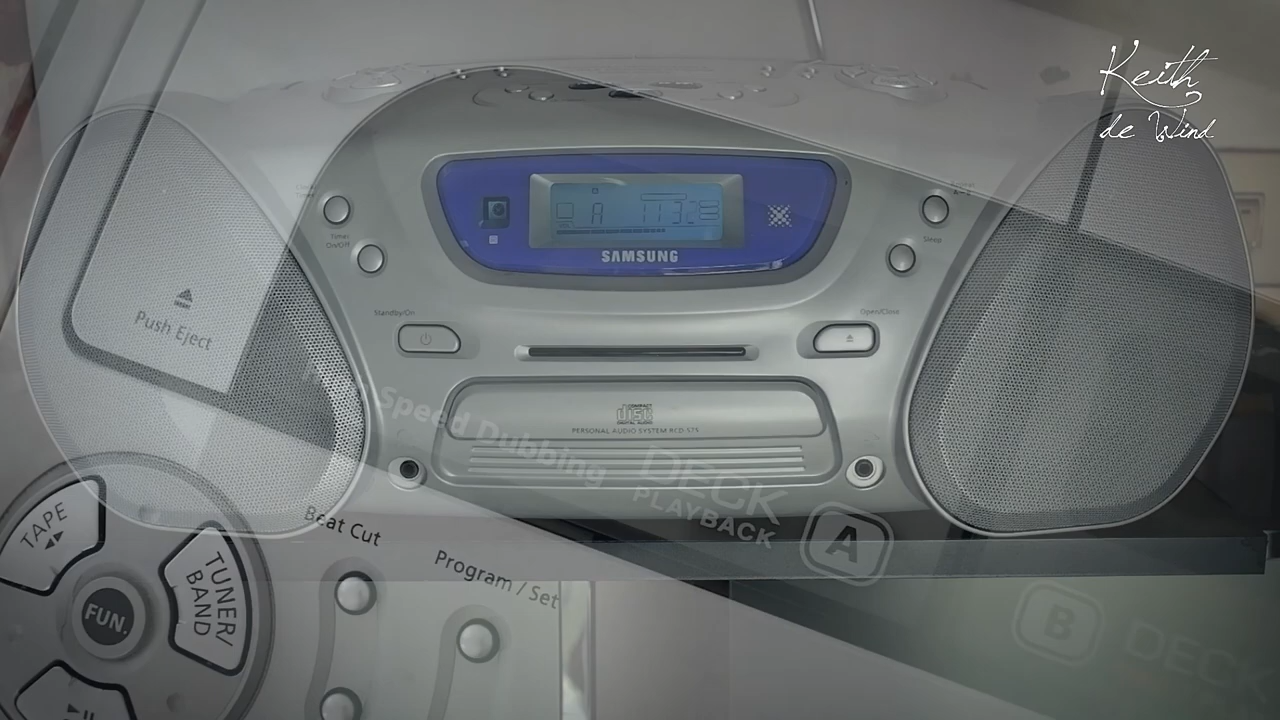 Keith
de Wind
Timer
On/Off
Sleep
SAMSUNG
Standby/On
Open/Close
Push Eject
COMPACT
disc
DIGITAL AUDIO
PERSONAL AUDIO SYSTEM RCD-S75
Speed Dubbing
DECK
PLAYBACK
A
B
DECK
Beat Cut
Program / Set
TAPE
TUNER/
BAND
FUN.